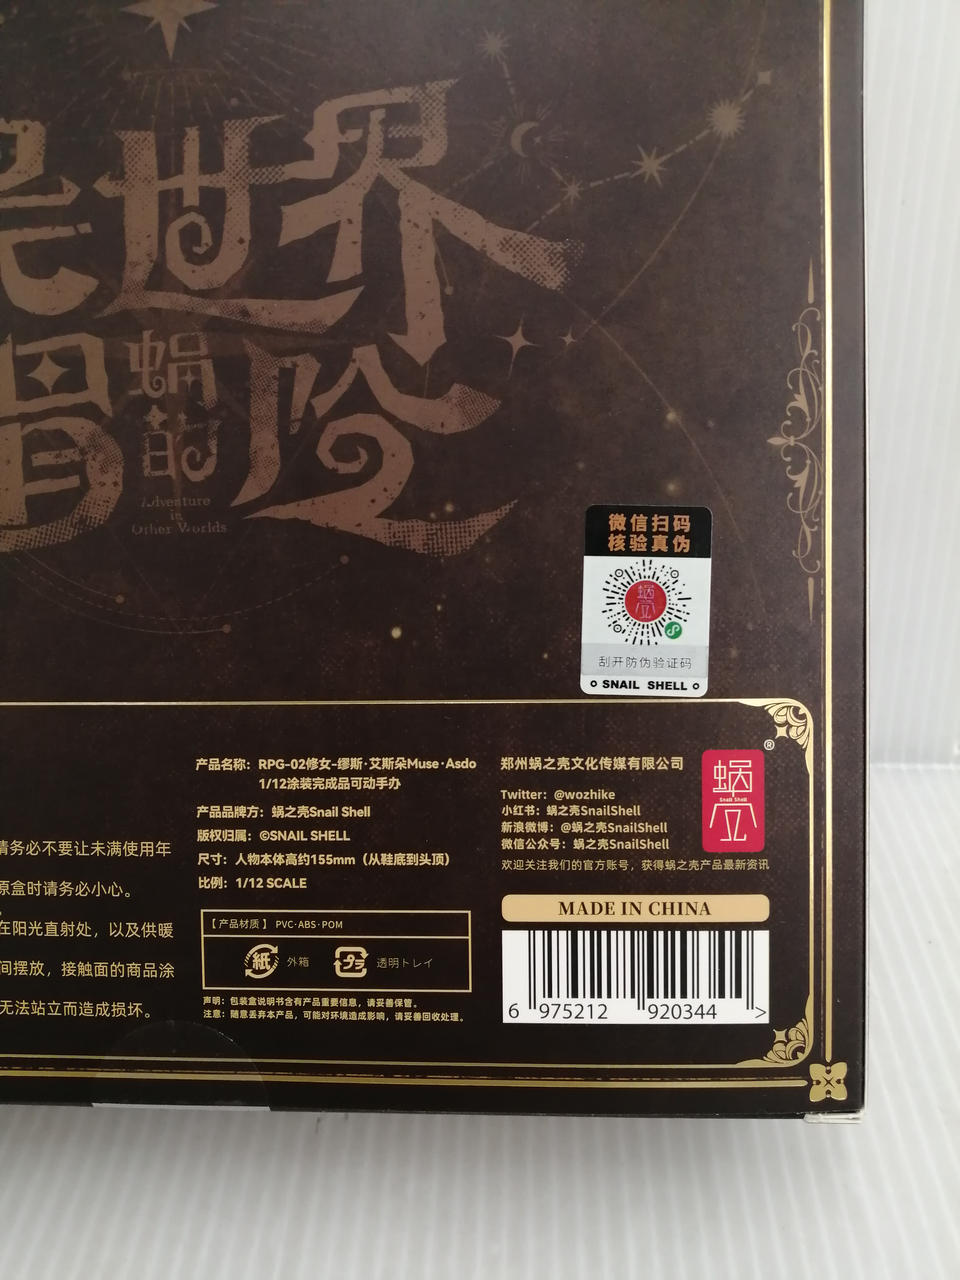 世界
冒险
蜗
的
Adventure
in
Other Worlds
微信扫码
核验真伪
蜗
壳
刮开防伪验证码
SNAIL SHELL
请务必不要让未满使用年
原盒时请务必小心。
在阳光直射处，以及供暖
间摆放，接触面的商品涂
无法站立而造成损坏。
产品名称：RPG-02修女-缪斯·艾斯朵Muse·Asdo
1/12涂装完成品可动手办
产品品牌方：蜗之壳Snail Shell
版权归属：©SNAIL SHELL
尺寸：人物本体高约155mm（从鞋底到头顶）
比例：1/12 SCALE
【产品材质】 PVC·ABS·POM
紙 外箱 プラ 透明トレイ
声明：包装盒说明书含有产品重要信息，请妥善保管。
注意：随意丢弃本产品，可能对环境造成影响，请妥善回收处理。
郑州蜗之壳文化传媒有限公司
Twitter：@wozhike
小红书：蜗之壳SnailShell
新浪微博：@蜗之壳SnailShell
微信公众号：蜗之壳SnailShell
欢迎关注我们的官方账号，获得蜗之壳产品最新资讯
®
蜗
Snail Shell
壳
MADE IN CHINA
6 975212 920344 >